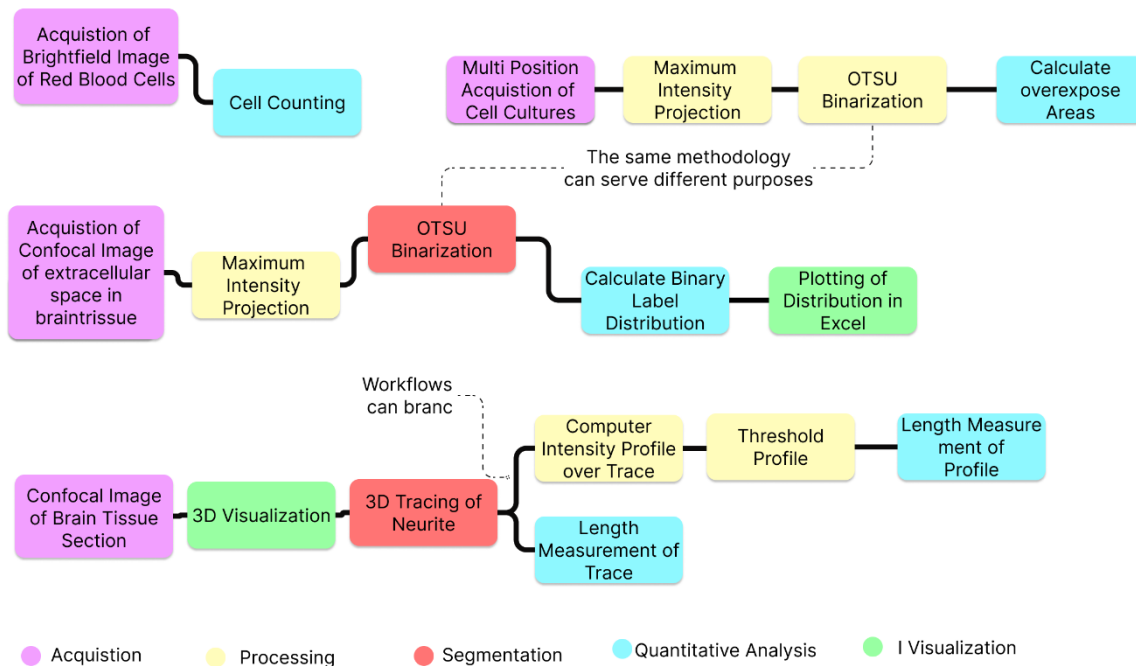 Acquistion of
Brightfield Image
of Red Blood Cells
Cell Counting
Multi Position
Acquistion of
Cell Cultures
Maximum
Intensity
Projection
OTSU
Binarization
Calculate
overexpose
Areas
The same methodology
can serve different purposes
Acquistion of
Confocal Image
of extracellular
space in
braintrissue
Maximum
Intensity
Projection
OTSU
Binarization
Calculate Binary
Label
Distribution
Plotting of
Distribution in
Excel
Workflows
can branc
Confocal Image
of Brain Tissue
Section
3D Visualization
3D Tracing of
Neurite
Computer
Intensity Profile
over Trace
Threshold
Profile
Length Measure
ment of
Profile
Length
Measurement of
Trace
Acquistion
Processing
Segmentation
Quantitative Analysis
I Visualization